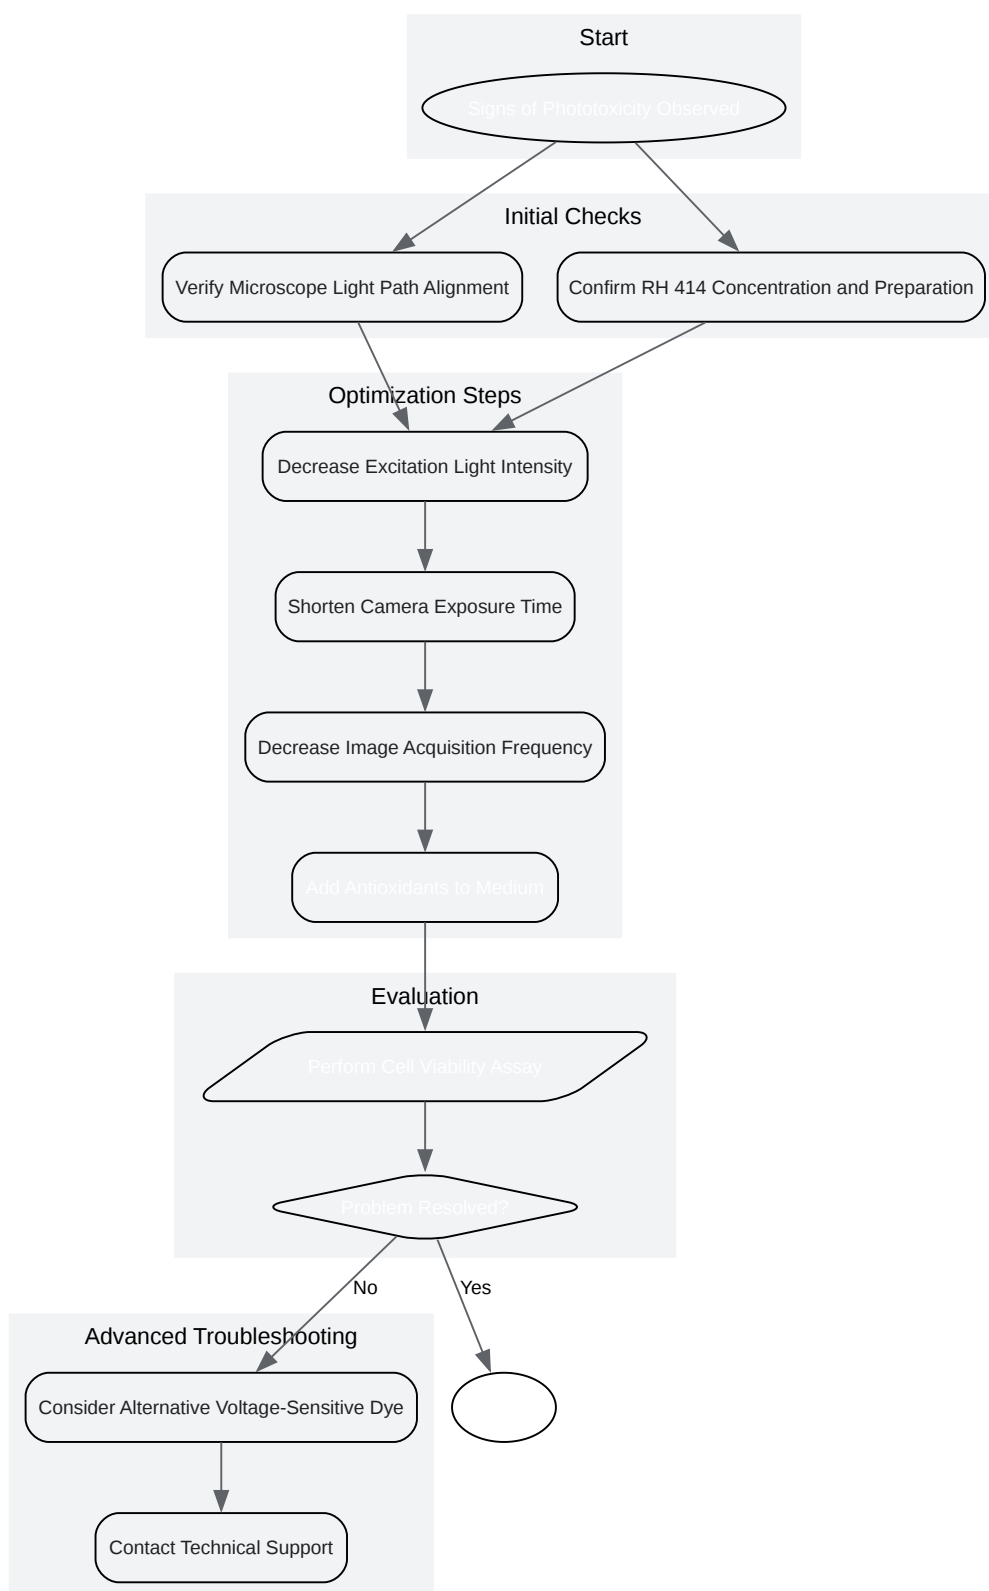 Start
Signs of Phototoxicity Observed
Initial Checks
Verify Microscope Light Path Alignment
Confirm RH 414 Concentration and Preparation
Optimization Steps
Decrease Excitation Light Intensity
Shorten Camera Exposure Time
Decrease Image Acquisition Frequency
Add Antioxidants to Medium
Evaluation
Perform Cell Viability Assay
Problem Resolved?
No
Yes
Advanced Troubleshooting
Consider Alternative Voltage-Sensitive Dye
Contact Technical Support